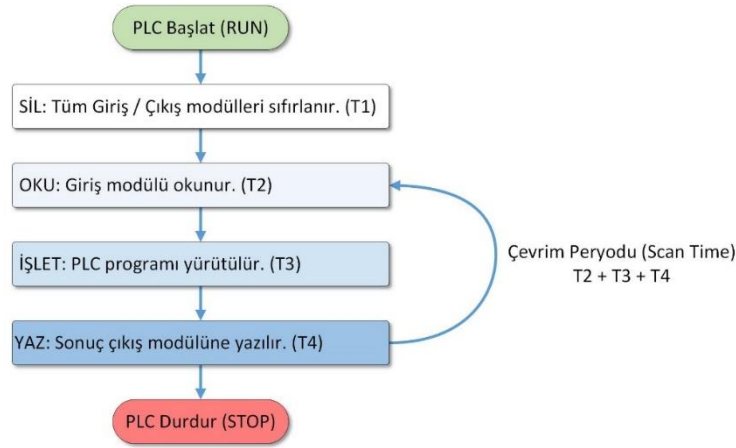 PLC Başlat (RUN)
SİL: Tüm Giriş / Çıkış modülleri sıfırlanır. (T1)
OKU: Giriş modülü okunur. (T2)
İŞLET: PLC programı yürütülür. (T3)
Çevrim Peryodu (Scan Time)
T2 + T3 + T4
YAZ: Sonuç çıkış modülüne yazılır. (T4)
PLC Durdur (STOP)